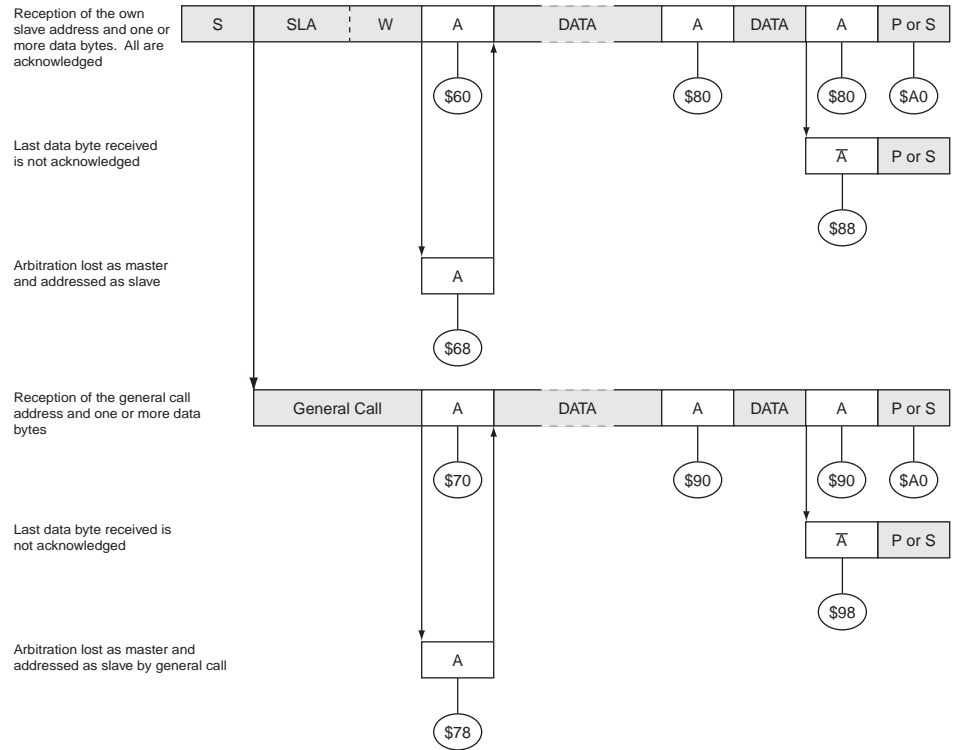 Reception of the own
slave address and one or
more data bytes. All are
acknowledged
S SLA W A DATA A DATA A P or S
$60 $80 $80 $A0
Last data byte received
is not acknowledged
A̅ P or S
$88
Arbitration lost as master
and addressed as slave
A
$68
Reception of the general call
address and one or more data
bytes
General Call A DATA A DATA A P or S
$70 $90 $90 $A0
Last data byte received is
not acknowledged
A̅ P or S
$98
Arbitration lost as master and
addressed as slave by general call
A
$78